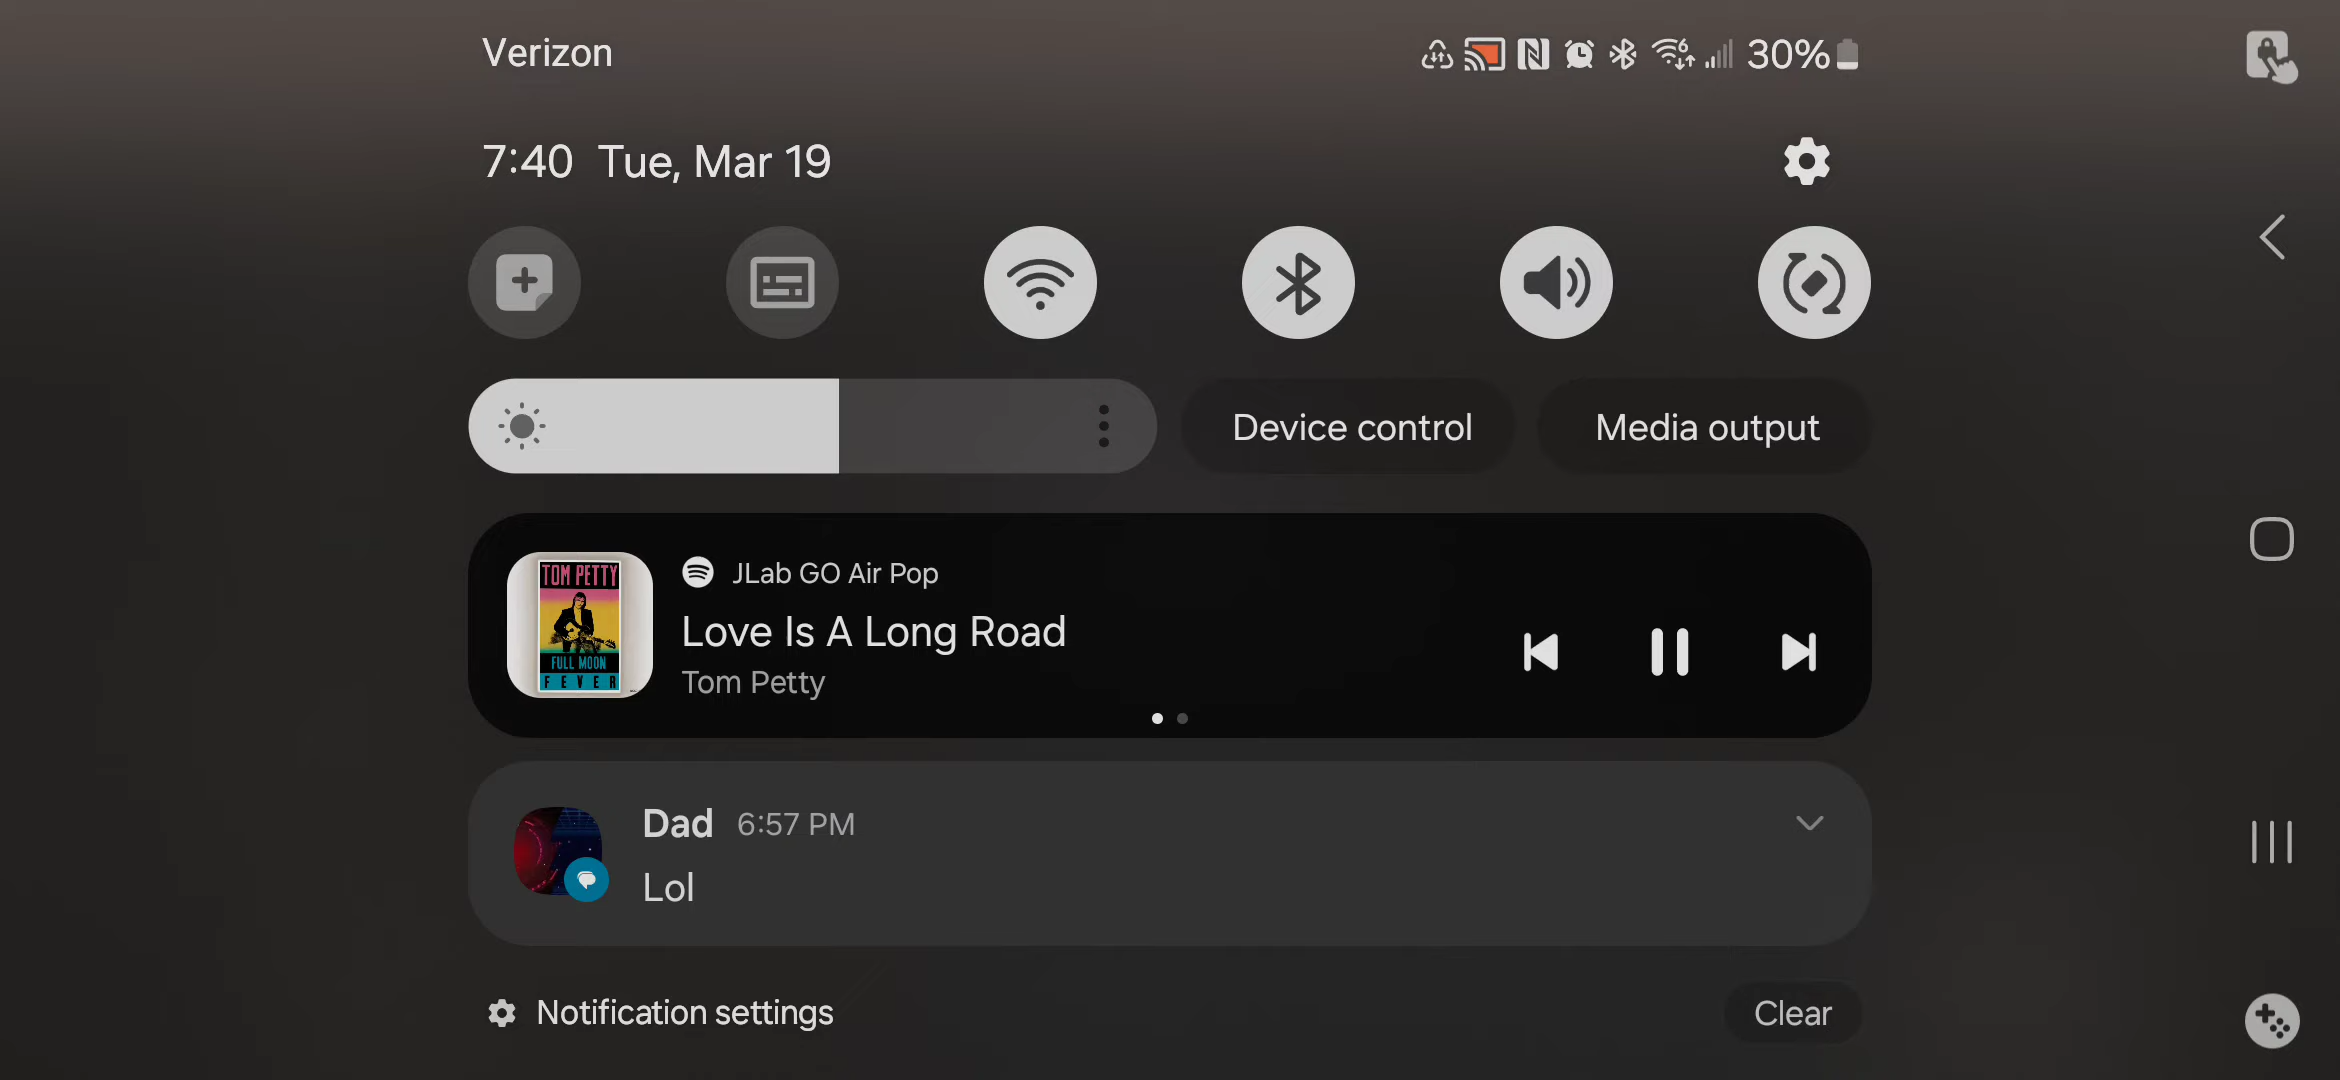 Verizon
30%
7:40 Tue, Mar 19
Device control
Media output
TOM PETTY
FULL MOON
FEVER
JLab GO Air Pop
Love Is A Long Road
Tom Petty
Dad 6:57 PM
Lol
Notification settings
Clear